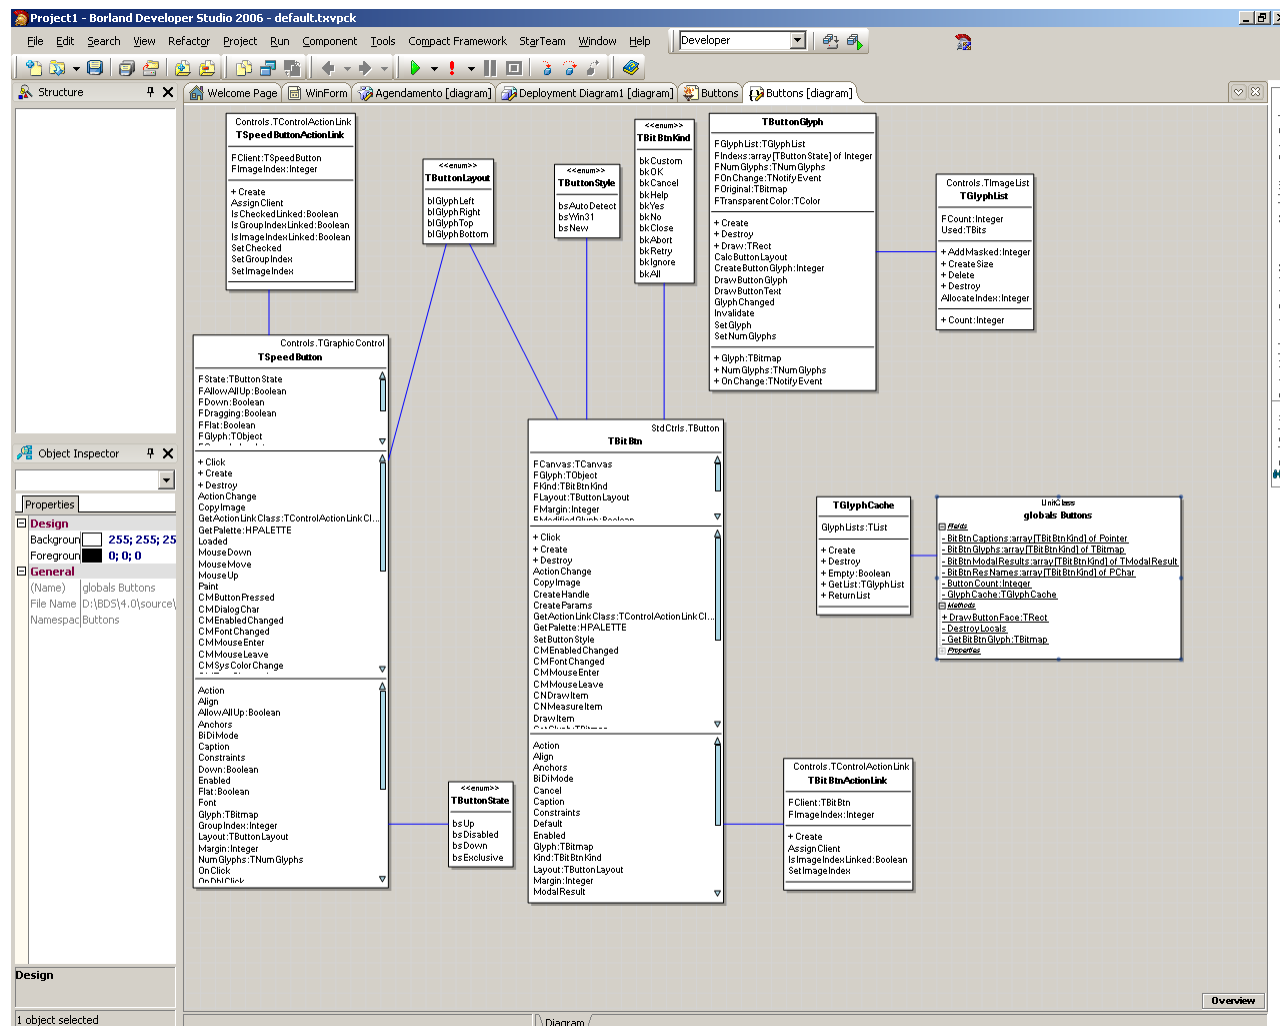 Project1 - Borland Developer Studio 2006 - default.txvpck
File Edit Search View Refactor Project Run Component Tools Compact Framework StarTeam Window Help
Developer
Structure
Welcome Page WinForm Agendamento [diagram] Deployment Diagram1 [diagram] Buttons Buttons [diagram]
Controls.TControlActionLink
TSpeedButtonActionLink
FClient:TSpeedButton
FImageIndex:Integer
+ Create
AssignClient
IsCheckedLinked:Boolean
IsGroupIndexLinked:Boolean
IsImageIndexLinked:Boolean
SetChecked
SetGroupIndex
SetImageIndex
<<enum>>
TButtonLayout
blGlyphLeft
blGlyphRight
blGlyphTop
blGlyphBottom
<<enum>>
TButtonStyle
bsAutoDetect
bsWin31
bsNew
<<enum>>
TBitBtnKind
bkCustom
bkOK
bkCancel
bkHelp
bkYes
bkNo
bkClose
bkAbort
bkRetry
bkIgnore
bkAll
TButtonGlyph
FGlyphList:TGlyphList
FIndexs:array[TButtonState] of Integer
FNumGlyphs:TNumGlyphs
FOnChange:TNotifyEvent
FOriginal:TBitmap
FTransparentColor:TColor
+ Create
+ Destroy
+ Draw:TRect
CalcButtonLayout
CreateButtonGlyph:Integer
DrawButtonGlyph
DrawButtonText
GlyphChanged
Invalidate
SetGlyph
SetNumGlyphs
+ Glyph:TBitmap
+ NumGlyphs:TNumGlyphs
+ OnChange:TNotifyEvent
Controls.TImageList
TGlyphList
FCount:Integer
Used:TBits
+ AddMasked:Integer
+ CreateSize
+ Delete
+ Destroy
AllocateIndex:Integer
+ Count:Integer
Controls.TGraphicControl
TSpeedButton
FState:TButtonState
FAllowAllUp:Boolean
FDown:Boolean
FDragging:Boolean
FFlat:Boolean
FGlyph:TObject
+ Click
+ Create
+ Destroy
ActionChange
CopyImage
GetActionLinkClass:TControlActionLinkCl...
GetPalette:HPALETTE
Loaded
MouseDown
MouseMove
MouseUp
Paint
CMButtonPressed
CMDialogChar
CMEnabledChanged
CMFontChanged
CMMouseEnter
CMMouseLeave
CMSysColorChange
Action
Align
AllowAllUp:Boolean
Anchors
BiDiMode
Caption
Constraints
Down:Boolean
Enabled
Flat:Boolean
Font
Glyph:TBitmap
GroupIndex:Integer
Layout:TButtonLayout
Margin:Integer
NumGlyphs:TNumGlyphs
OnClick
OnDblClick
<<enum>>
TButtonState
bsUp
bsDisabled
bsDown
bsExclusive
StdCtrls.TButton
TBitBtn
FCanvas:TCanvas
FGlyph:TObject
FKind:TBitBtnKind
FLayout:TButtonLayout
FMargin:Integer
FModifiedGlyph:Boolean
+ Click
+ Create
+ Destroy
ActionChange
CopyImage
CreateHandle
CreateParams
GetActionLinkClass:TControlActionLinkCl...
GetPalette:HPALETTE
SetButtonStyle
CMEnabledChanged
CMFontChanged
CMMouseEnter
CMMouseLeave
CNDrawItem
CNMeasureItem
DrawItem
GetGlyph:TBitmap
Action
Align
Anchors
BiDiMode
Cancel
Caption
Constraints
Default
Enabled
Glyph:TBitmap
Kind:TBitBtnKind
Layout:TButtonLayout
Margin:Integer
ModalResult
TGlyphCache
GlyphLists:TList
+ Create
+ Destroy
+ Empty:Boolean
+ GetList:TGlyphList
+ ReturnList
UnitClass
globals Buttons
Fields
- BitBtnCaptions:array[TBitBtnKind] of Pointer
- BitBtnGlyphs:array[TBitBtnKind] of TBitmap
- BitBtnModalResults:array[TBitBtnKind] of TModalResult
- BitBtnResNames:array[TBitBtnKind] of PChar
- ButtonCount:Integer
- GlyphCache:TGlyphCache
Methods
+ DrawButtonFace:TRect
- DestroyLocals
- GetBitBtnGlyph:TBitmap
Properties
Controls.TControlActionLink
TBitBtnActionLink
FClient:TBitBtn
FImageIndex:Integer
+ Create
AssignClient
IsImageIndexLinked:Boolean
SetImageIndex
Object Inspector
Properties
Design
Backgroun 255; 255; 25
Foregroun 0; 0; 0
General
(Name) globals Buttons
File Name D:\BDS\4.0\source\
Namespac Buttons
Design
1 object selected
Diagram
Overview